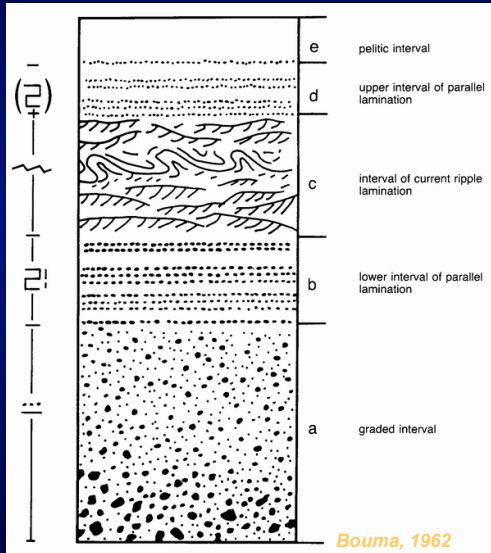 e pelitic interval
d upper interval of parallel
lamination
c interval of current ripple
lamination
b lower interval of parallel
lamination
a graded interval
Bouma, 1962